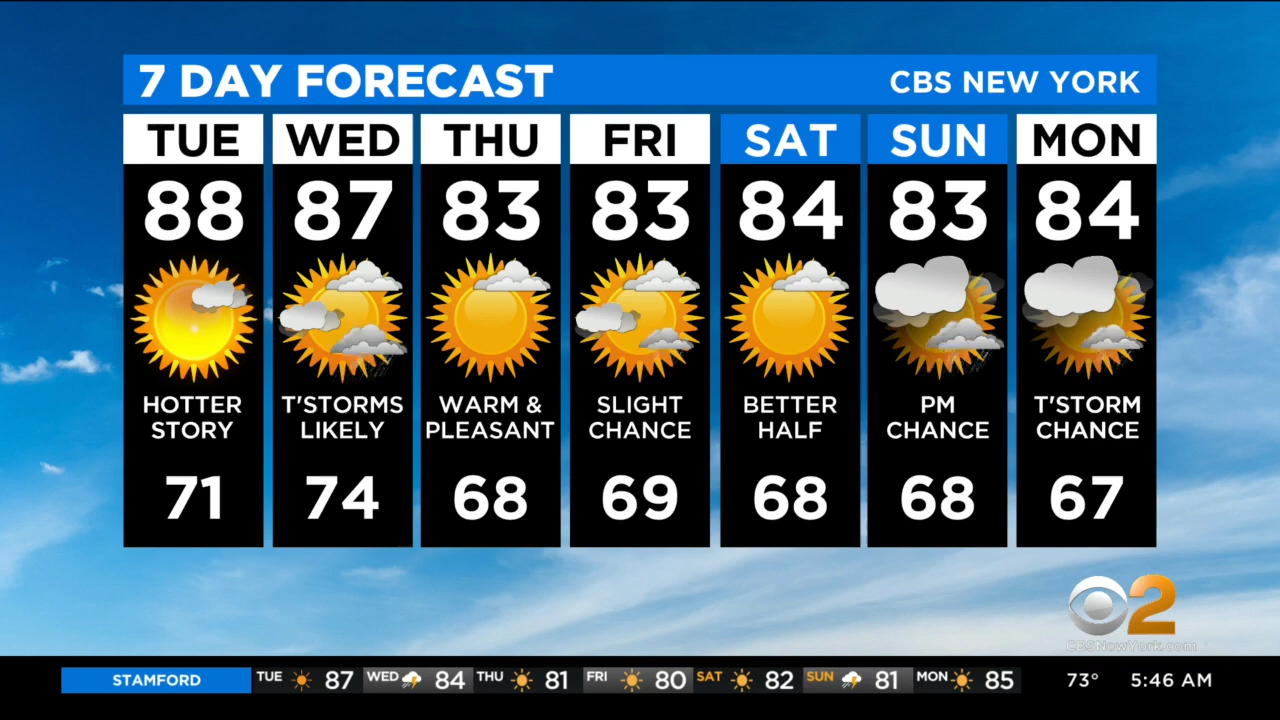 7 DAY FORECAST
CBS NEW YORK
TUE WED THU FRI SAT SUN MON
88 87 83 83 84 83 84
HOTTER STORY
T'STORMS LIKELY
WARM & PLEASANT
SLIGHT CHANCE
BETTER HALF
PM CHANCE
T'STORM CHANCE
71 74 68 69 68 68 67
2
CBSNewYork.com
STAMFORD TUE 87 WED 84 THU 81 FRI 80 SAT 82 SUN 81 MON 85 73° 5:46 AM